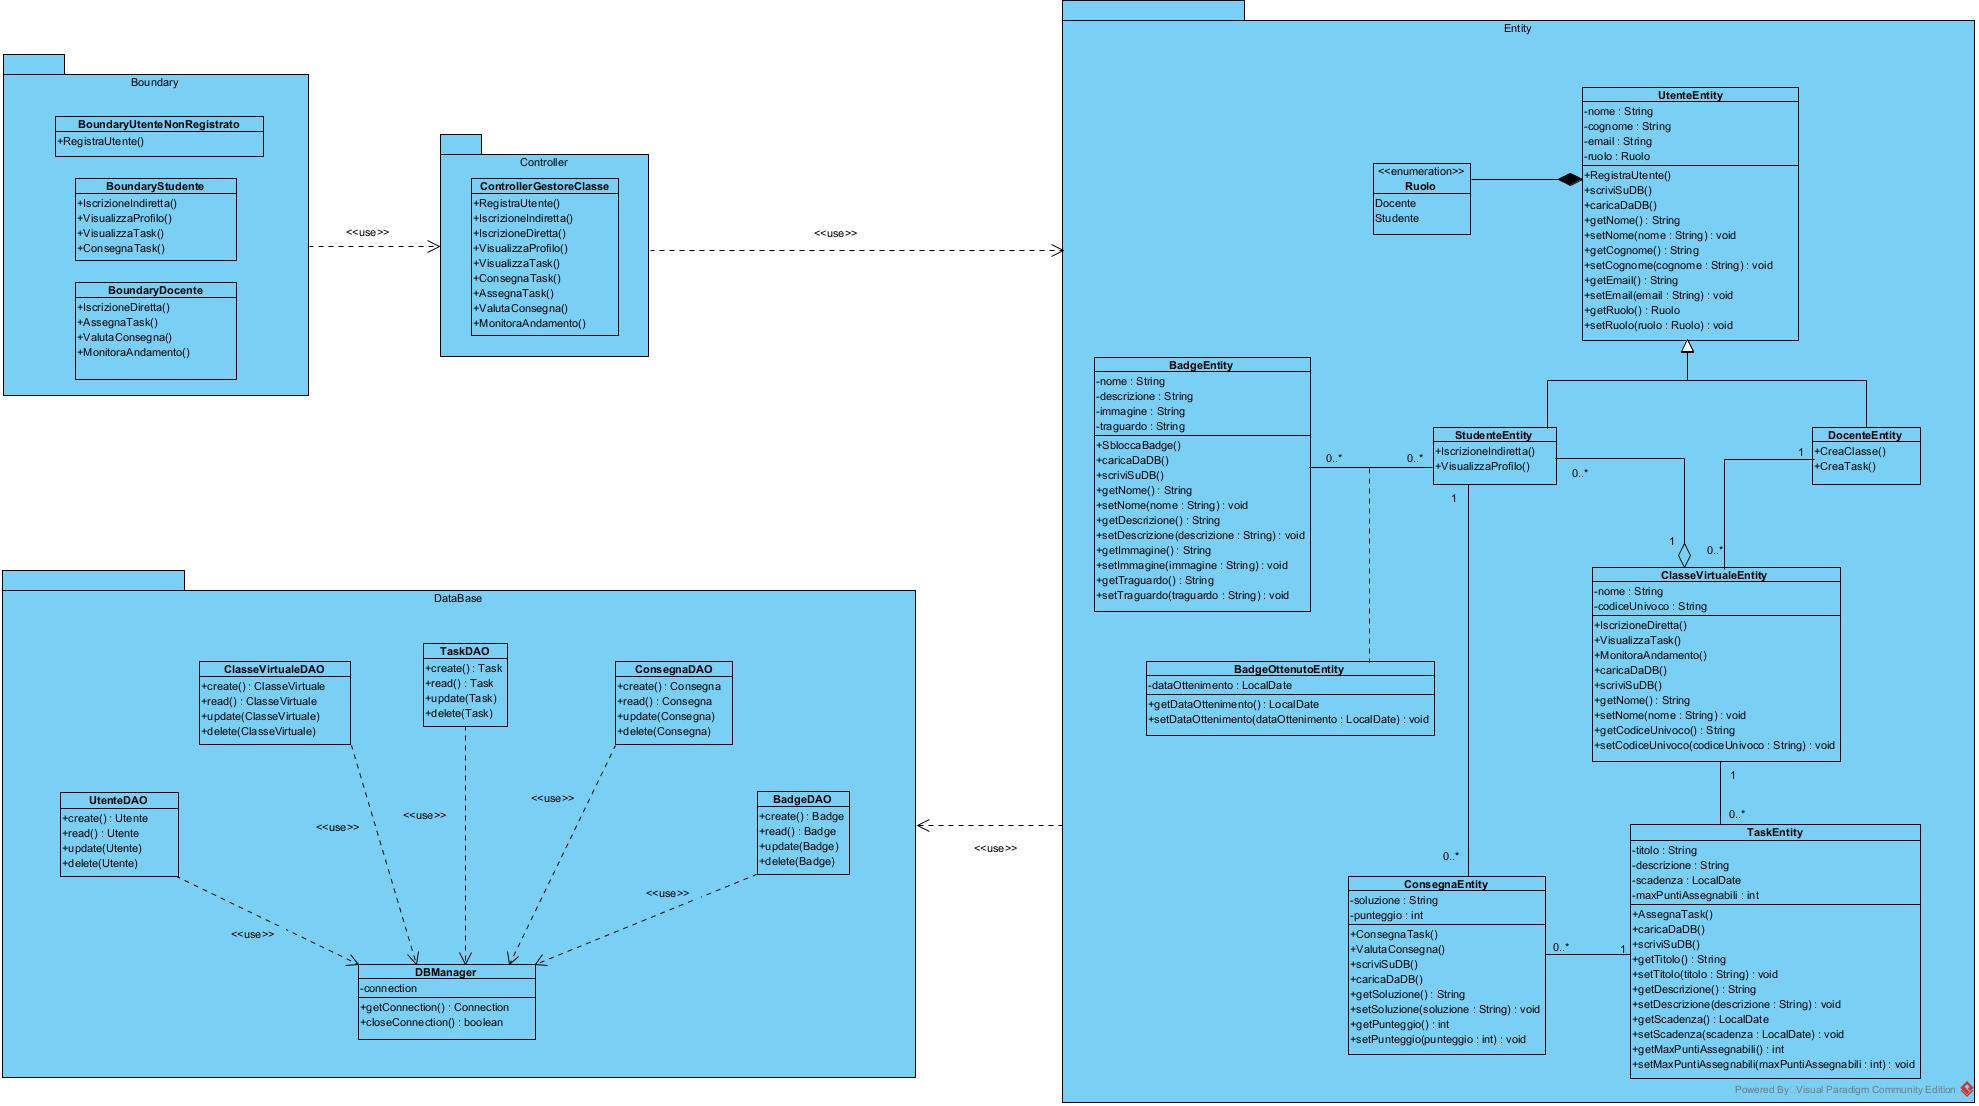 Boundary
BoundaryUtenteNonRegistrato
+RegistraUtente()
BoundaryStudente
+IscrizioneIndiretta()
+VisualizzaProfilo()
+VisualizzaTask()
+ConsegnaTask()
BoundaryDocente
+IscrizioneDiretta()
+AssegnaTask()
+ValutaConsegna()
+MonitoraAndamento()
<<use>>
Controller
ControllerGestoreClasse
+RegistraUtente()
+IscrizioneIndiretta()
+IscrizioneDiretta()
+VisualizzaProfilo()
+VisualizzaTask()
+ConsegnaTask()
+AssegnaTask()
+ValutaConsegna()
+MonitoraAndamento()
<<use>>
Entity
UtenteEntity
-nome : String
-cognome : String
-email : String
-ruolo : Ruolo
+RegistraUtente()
+scriviSuDB()
+caricaDaDB()
+getNome() : String
+setNome(nome : String) : void
+getCognome() : String
+setCognome(cognome : String) : void
+getEmail() : String
+setEmail(email : String) : void
+getRuolo() : Ruolo
+setRuolo(ruolo : Ruolo) : void
<<enumeration>>
Ruolo
Docente
Studente
BadgeEntity
-nome : String
-descrizione : String
-immagine : String
-traguardo : String
+SbloccaBadge()
+caricaDaDB()
+scriviSuDB()
+getNome() : String
+setNome(nome : String) : void
+getDescrizione() : String
+setDescrizione(descrizione : String) : void
+getImmagine() : String
+setImmagine(immagine : String) : void
+getTraguardo() : String
+setTraguardo(traguardo : String) : void
0..*
0..*
StudenteEntity
+IscrizioneIndiretta()
+VisualizzaProfilo()
0..*
1
1
DocenteEntity
+CreaClasse()
+CreaTask()
1
0..*
ClasseVirtualeEntity
-nome : String
-codiceUnivoco : String
+IscrizioneDiretta()
+VisualizzaTask()
+MonitoraAndamento()
+caricaDaDB()
+scriviSuDB()
+getNome() : String
+setNome(nome : String) : void
+getCodiceUnivoco() : String
+setCodiceUnivoco(codiceUnivoco : String) : void
BadgeOttenutoEntity
-dataOttenimento : LocalDate
+getDataOttenimento() : LocalDate
+setDataOttenimento(dataOttenimento : LocalDate) : void
1
0..*
TaskEntity
-titolo : String
-descrizione : String
-scadenza : LocalDate
-maxPuntiAssegnabili : int
+AssegnaTask()
+caricaDaDB()
+scriviSuDB()
+getTitolo() : String
+setTitolo(titolo : String) : void
+getDescrizione() : String
+setDescrizione(descrizione : String) : void
+getScadenza() : LocalDate
+setScadenza(scadenza : LocalDate) : void
+getMaxPuntiAssegnabili() : int
+setMaxPuntiAssegnabili(maxPuntiAssegnabili : int) : void
0..*
ConsegnaEntity
-soluzione : String
-punteggio : int
+ConsegnaTask()
+ValutaConsegna()
+scriviSuDB()
+caricaDaDB()
+getSoluzione() : String
+setSoluzione(soluzione : String) : void
+getPunteggio() : int
+setPunteggio(punteggio : int) : void
0..*
1
Powered By: Visual Paradigm Community Edition
DataBase
ClasseVirtualeDAO
+create() : ClasseVirtuale
+read() : ClasseVirtuale
+update(ClasseVirtuale)
+delete(ClasseVirtuale)
TaskDAO
+create() : Task
+read() : Task
+update(Task)
+delete(Task)
ConsegnaDAO
+create() : Consegna
+read() : Consegna
+update(Consegna)
+delete(Consegna)
UtenteDAO
+create() : Utente
+read() : Utente
+update(Utente)
+delete(Utente)
BadgeDAO
+create() : Badge
+read() : Badge
+update(Badge)
+delete(Badge)
<<use>>
<<use>>
<<use>>
<<use>>
<<use>>
<<use>>
DBManager
-connection
+getConnection() : Connection
+closeConnection() : boolean